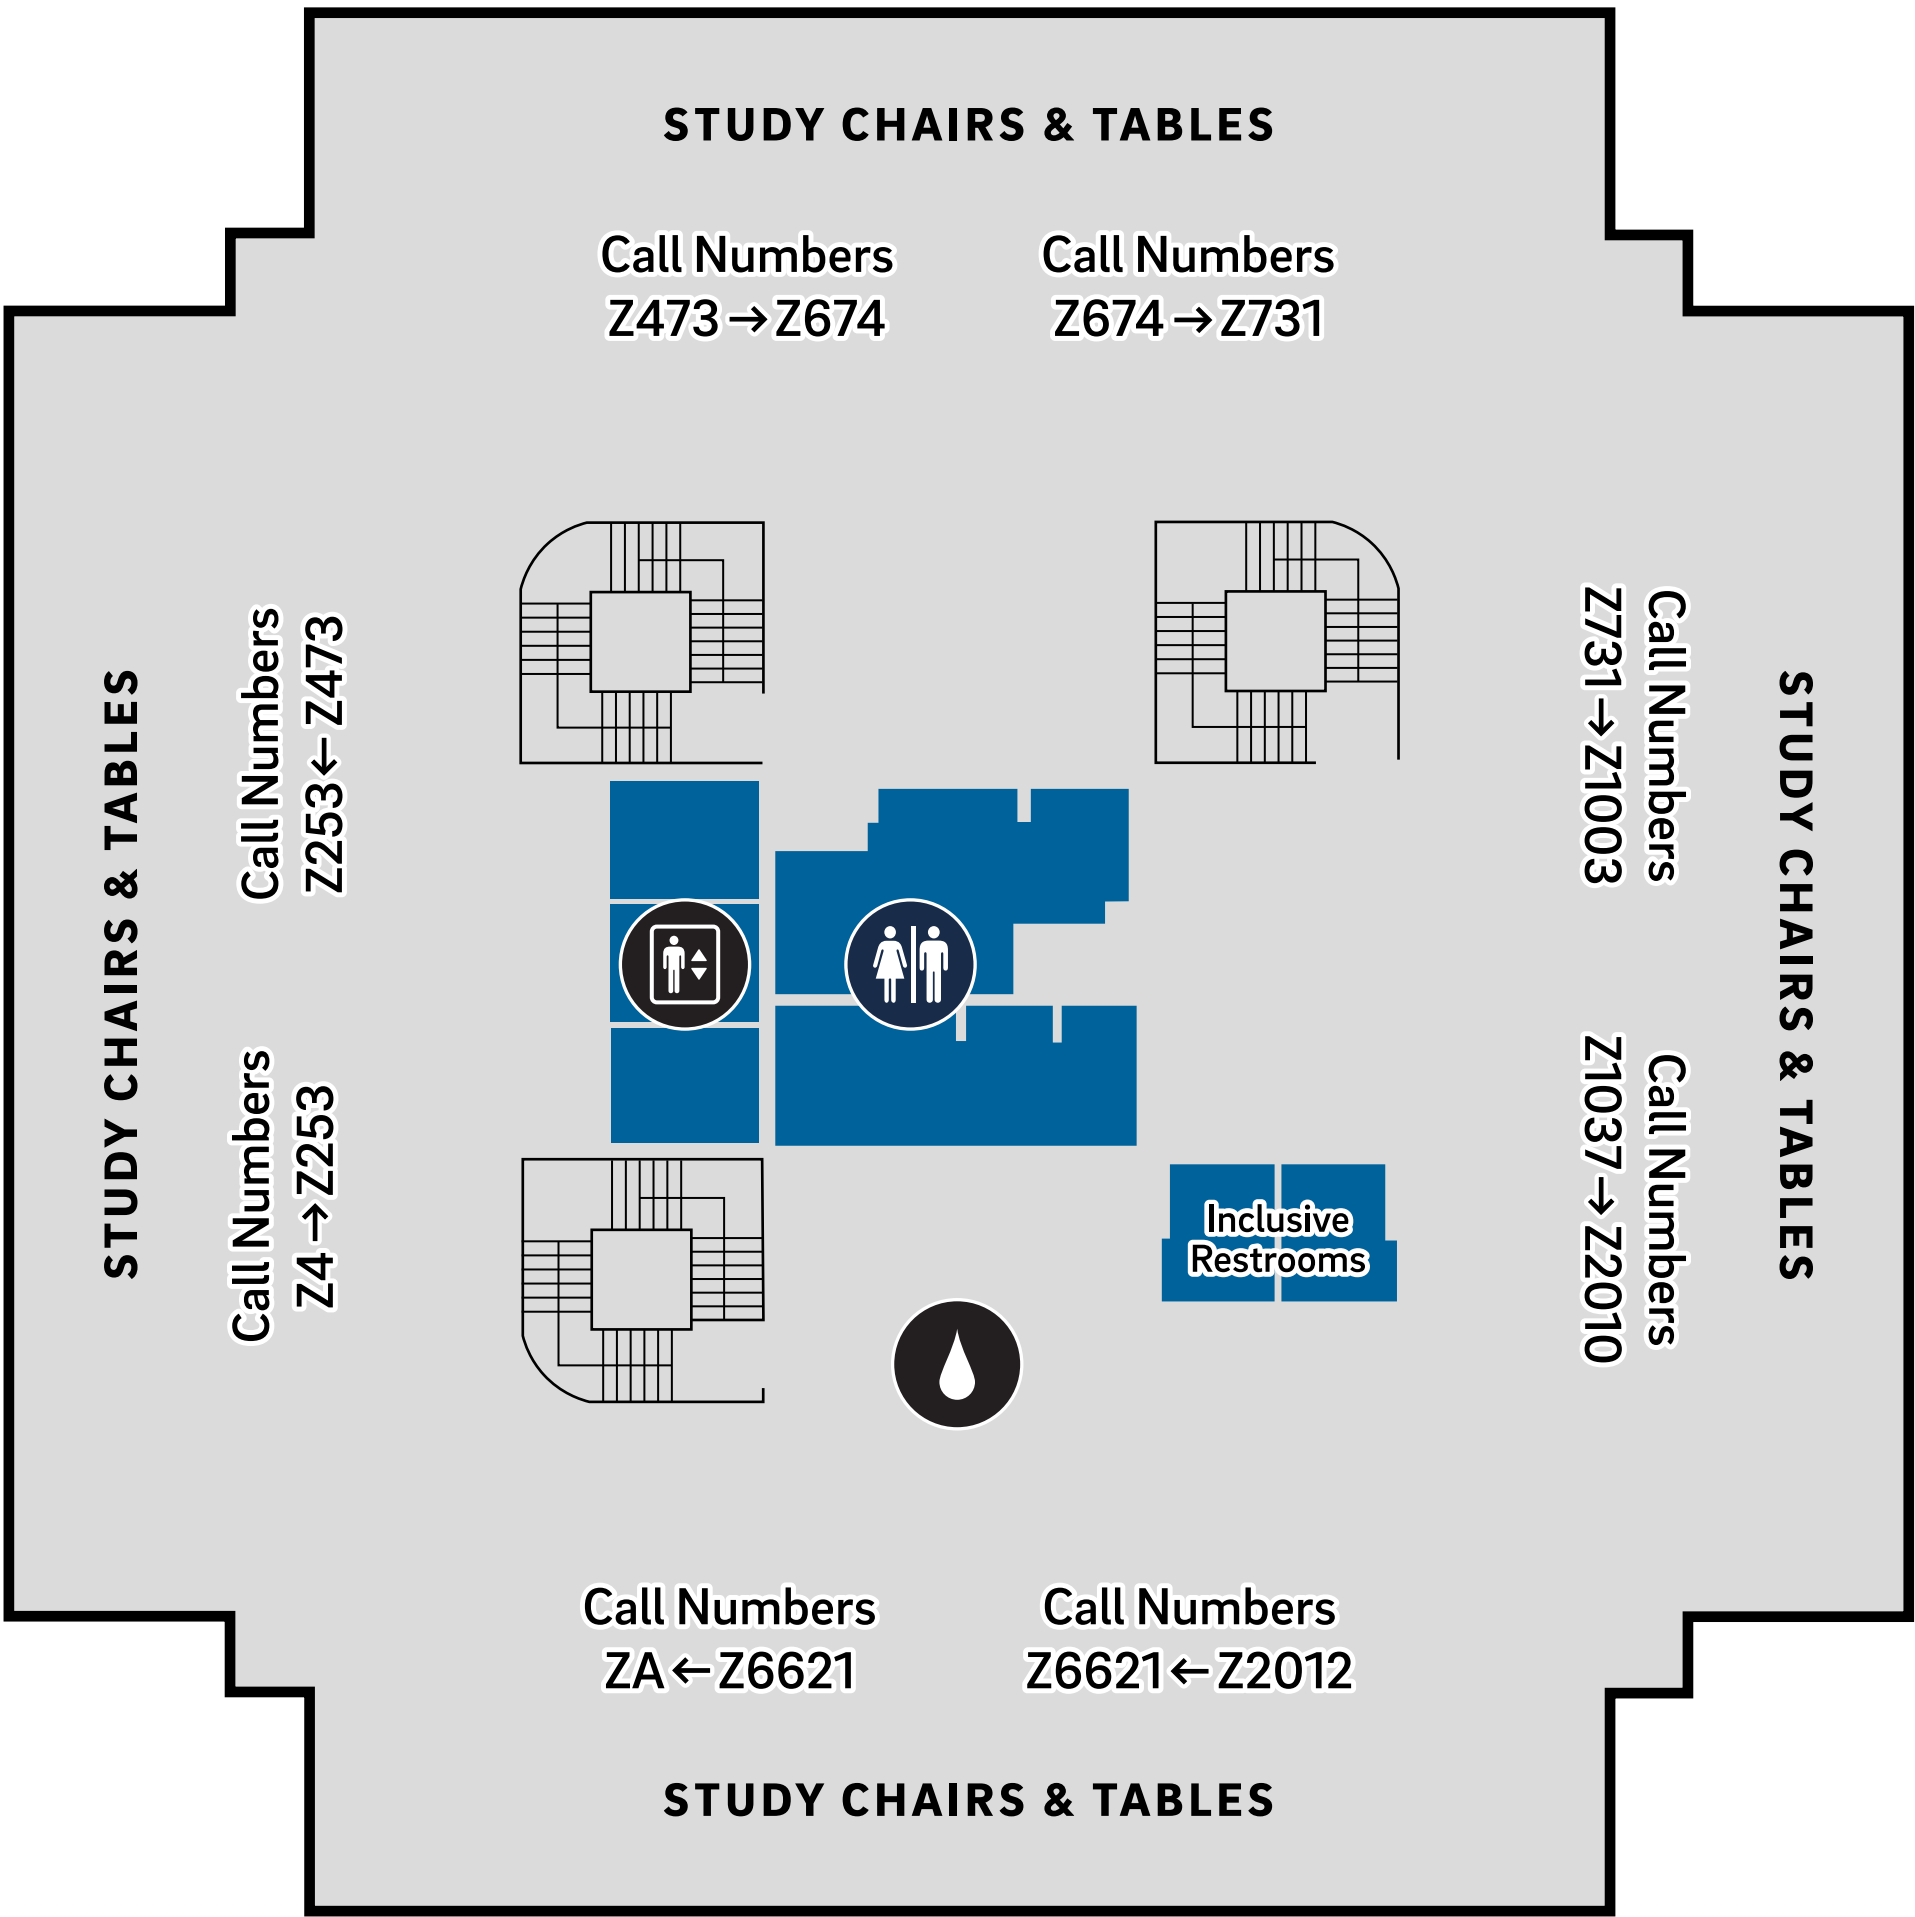 STUDY CHAIRS & TABLES
Call Numbers
Z473→Z674
Call Numbers
Z674→Z731
STUDY CHAIRS & TABLES
Call Numbers
Z253←Z473
Call Numbers
Z4→Z253
Call Numbers
Z731→Z1003
Call Numbers
Z1037→Z2010
STUDY CHAIRS & TABLES
Inclusive
Restrooms
Call Numbers
ZA←Z6621
Call Numbers
Z6621←Z2012
STUDY CHAIRS & TABLES